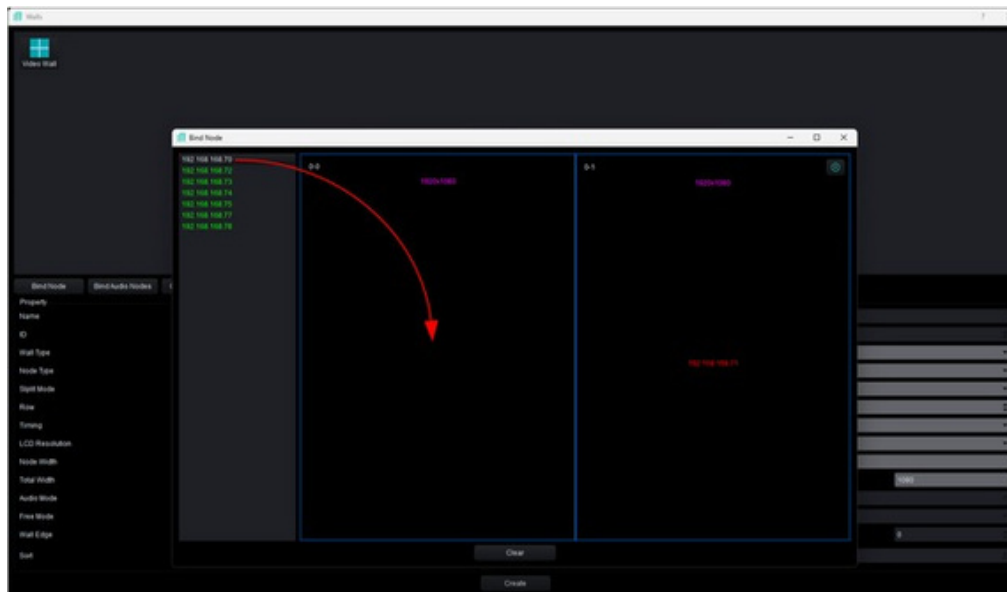 Walls ?
Video Wall
Bind Node
192.168.168.70
192.168.168.72
192.168.168.73
192.168.168.74
192.168.168.75
192.168.168.77
192.168.168.78
0-0
1920x1080
0-1
1920x1080
192.168.168.71
Clear
Bind Node Bind Audio Nodes
Property
Name
ID
Wall Type
Node Type
Split Mode
Row
Timing
LCD Resolution
Node Width
Total Width 1080
Audio Mode
Free Mode
Wall Edge 0
Sort
Create